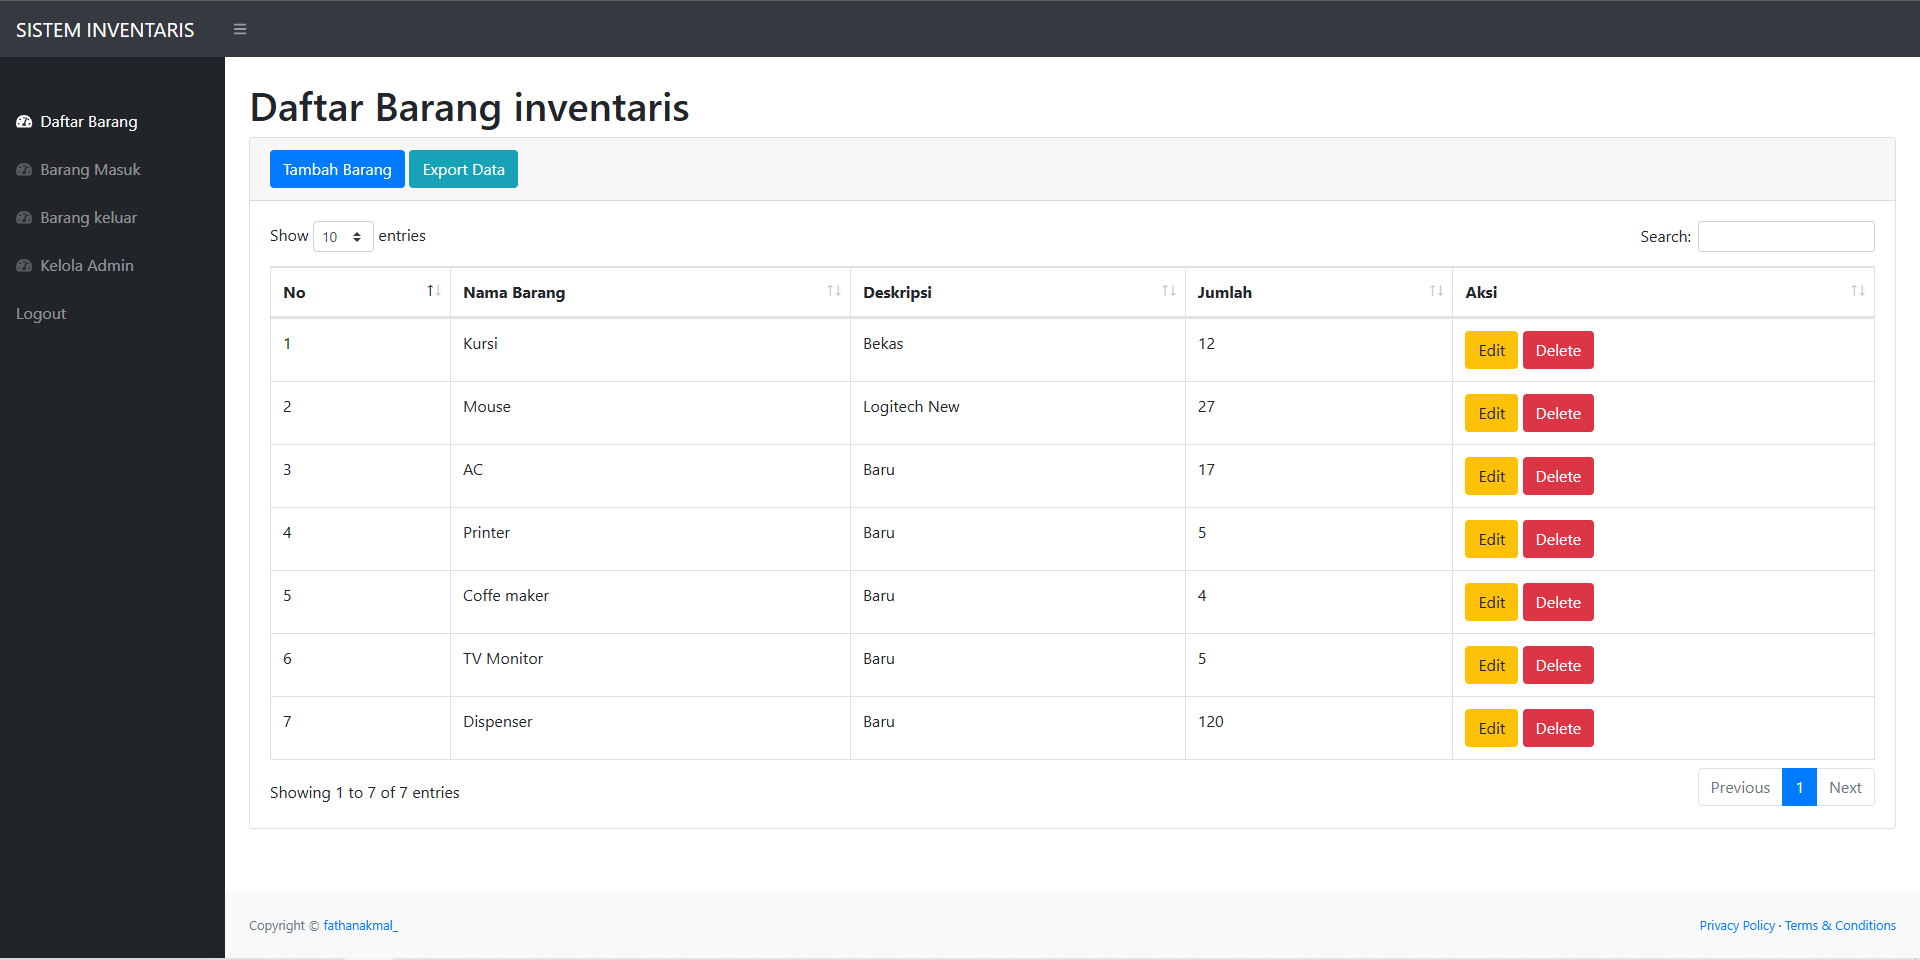 SISTEM INVENTARIS
Daftar Barang
Barang Masuk
Barang keluar
Kelola Admin
Logout
Daftar Barang inventaris
Tambah Barang Export Data
Show 10 entries Search:
No Nama Barang Deskripsi Jumlah Aksi
1 Kursi Bekas 12 Edit Delete
2 Mouse Logitech New 27 Edit Delete
3 AC Baru 17 Edit Delete
4 Printer Baru 5 Edit Delete
5 Coffe maker Baru 4 Edit Delete
6 TV Monitor Baru 5 Edit Delete
7 Dispenser Baru 120 Edit Delete
Showing 1 to 7 of 7 entries Previous 1 Next
Copyright © fathanakmal_ Privacy Policy · Terms & Conditions